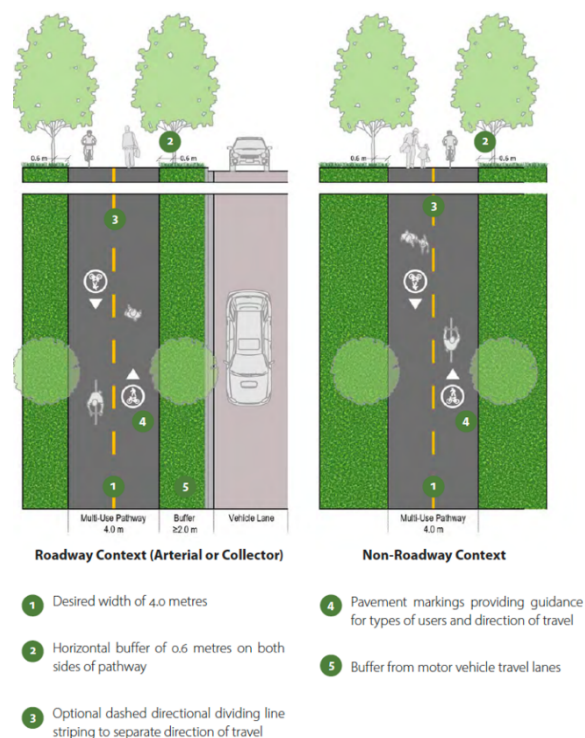 2
2
0.6 m
0.6 m
0.6 m
0.6 m
3
3
4
4
1
5
1
Multi-Use Pathway
4.0 m
Buffer
≥2.0 m
Vehicle Lane
Multi-Use Pathway
4.0 m
Roadway Context (Arterial or Collector)
Non-Roadway Context
1 Desired width of 4.0 metres
2 Horizontal buffer of 0.6 metres on both
sides of pathway
3 Optional dashed directional dividing line
striping to separate direction of travel
4 Pavement markings providing guidance
for types of users and direction of travel
5 Buffer from motor vehicle travel lanes